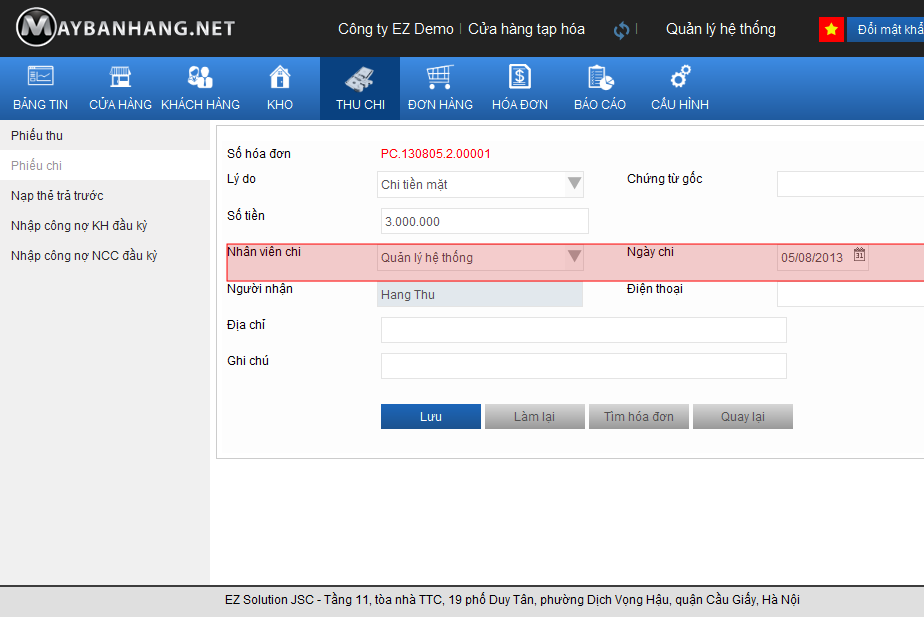 MAYBANHANG.NET
Công ty EZ Demo | Cửa hàng tạp hóa | Quản lý hệ thống
Đổi mật khẩ
BẢNG TIN CỬA HÀNG KHÁCH HÀNG KHO THU CHI ĐƠN HÀNG HÓA ĐƠN BÁO CÁO CẤU HÌNH
Phiếu thu
Phiếu chi
Nạp thẻ trả trước
Nhập công nợ KH đầu kỳ
Nhập công nợ NCC đầu kỳ
Số hóa đơn PC.130805.2.00001
Lý do Chi tiền mặt Chứng từ gốc
Số tiền 3.000.000
Nhân viên chi Quản lý hệ thống Ngày chi 05/08/2013 31
Người nhận Hang Thu Điện thoại
Địa chỉ
Ghi chú
Lưu Làm lại Tìm hóa đơn Quay lại
EZ Solution JSC - Tầng 11, tòa nhà TTC, 19 phố Duy Tân, phường Dịch Vọng Hậu, quận Cầu Giấy, Hà Nội